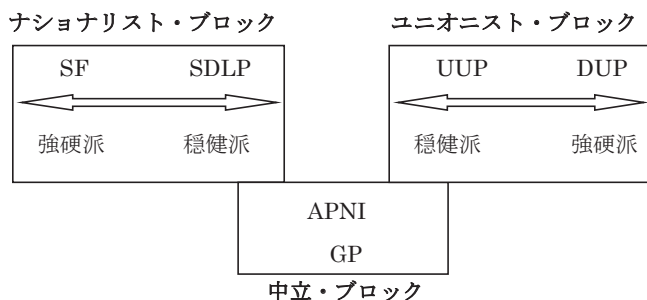 ナショナリスト・ブロック
ユニオニスト・ブロック
SF SDLP
UUP DUP
強硬派 穏健派
穏健派 強硬派
APNI
GP
中立・ブロック